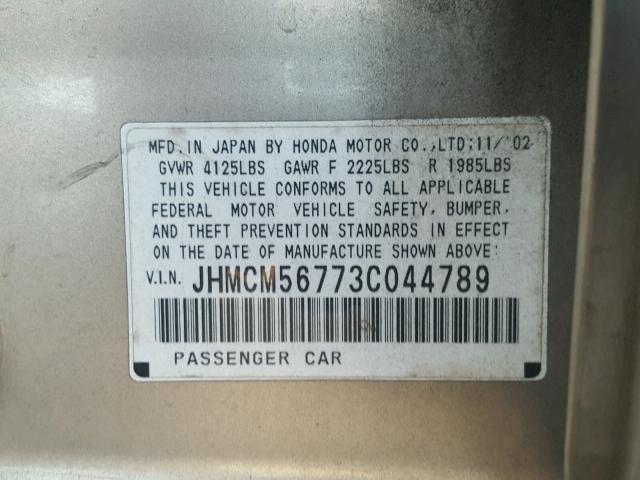 MFD.IN JAPAN BY HONDA MOTOR CO.,LTD;11/'02
GVWR 4125LBS GAWR F 2225LBS R 1985LBS
THIS VEHICLE CONFORMS TO ALL APPLICABLE
FEDERAL MOTOR VEHICLE SAFETY, BUMPER,
AND THEFT PREVENTION STANDARDS IN EFFECT
ON THE DATE OF MANUFACTURE SHOWN ABOVE:
V.I.N. JHMCM56773C044789
PASSENGER CAR